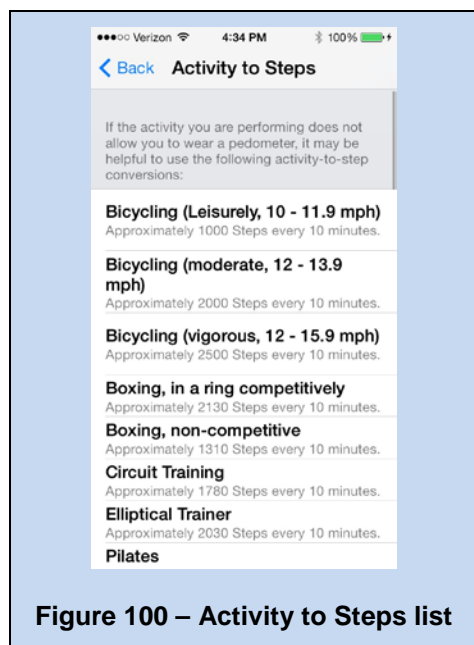 ●●●○○ Verizon 4:34 PM 100%
Back Activity to Steps
If the activity you are performing does not
allow you to wear a pedometer, it may be
helpful to use the following activity-to-step
conversions:
Bicycling (Leisurely, 10 - 11.9 mph)
Approximately 1000 Steps every 10 minutes.
Bicycling (moderate, 12 - 13.9
mph)
Approximately 2000 Steps every 10 minutes.
Bicycling (vigorous, 12 - 15.9 mph)
Approximately 2500 Steps every 10 minutes.
Boxing, in a ring competitively
Approximately 2130 Steps every 10 minutes.
Boxing, non-competitive
Approximately 1310 Steps every 10 minutes.
Circuit Training
Approximately 1780 Steps every 10 minutes.
Elliptical Trainer
Approximately 2030 Steps every 10 minutes.
Pilates
Figure 100 – Activity to Steps list